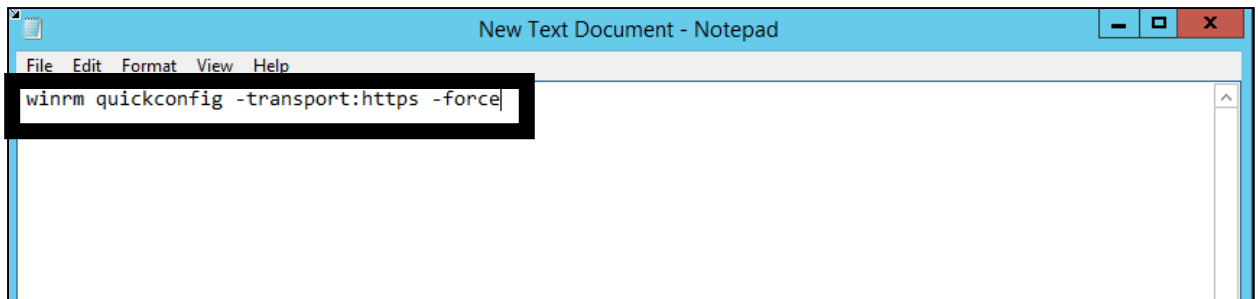 New Text Document - Notepad
File Edit Format View Help
winrm quickconfig -transport:https -force